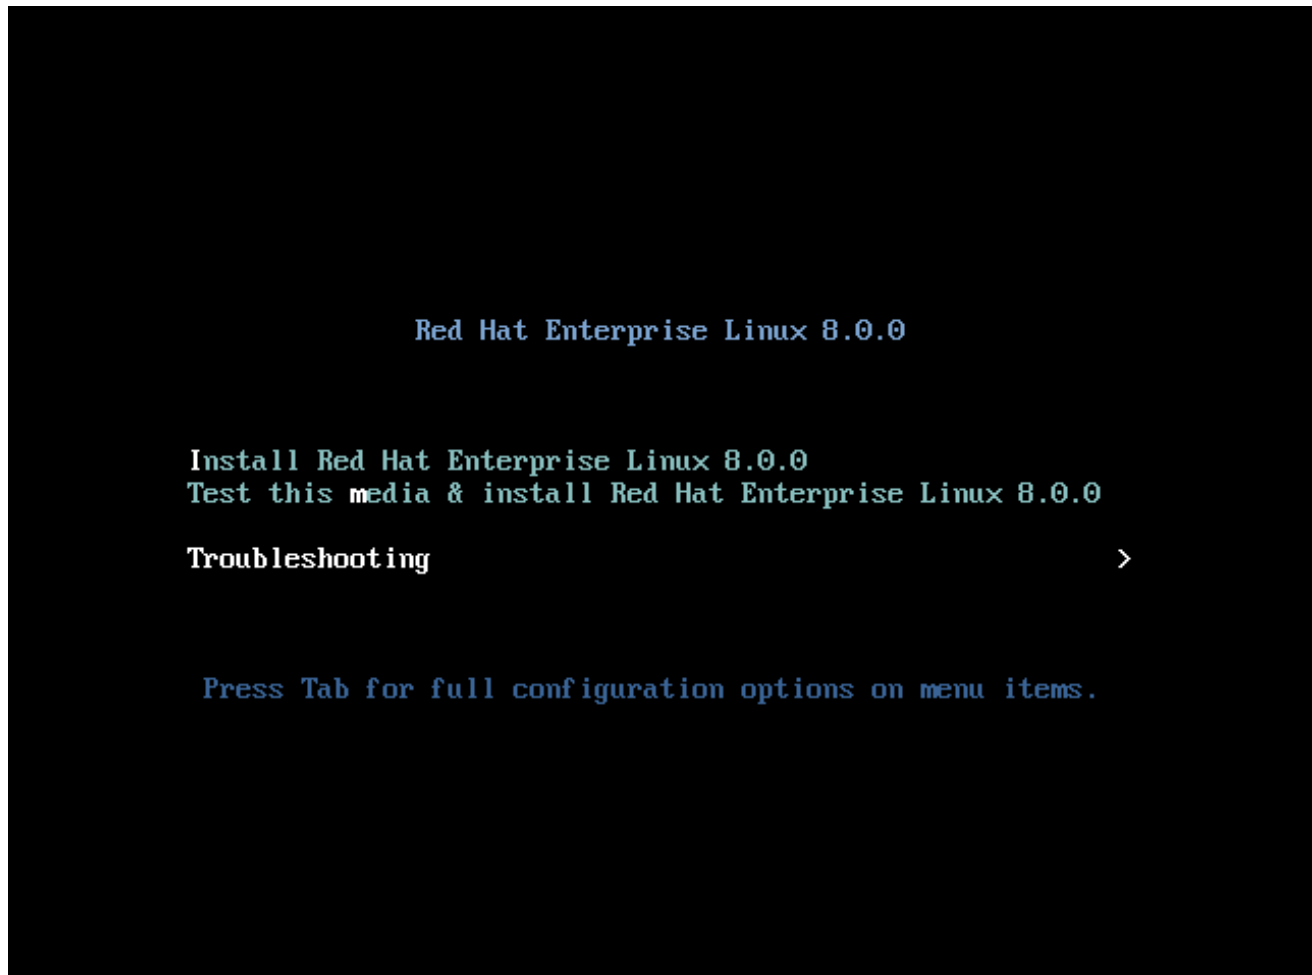 Red Hat Enterprise Linux 8.0.0
Install Red Hat Enterprise Linux 8.0.0
Test this media & install Red Hat Enterprise Linux 8.0.0
Troubleshooting >
Press Tab for full configuration options on menu items.